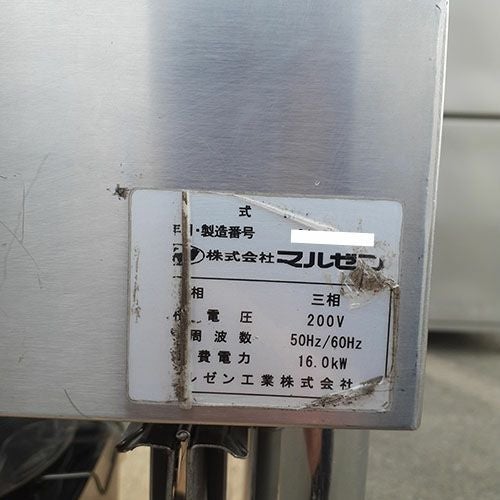 式
年月・製造番号
株式会社 マルゼン
相 三相
電圧 200V
周波数 50Hz/60Hz
費電力 16.0kW
ルゼン工業株式会社